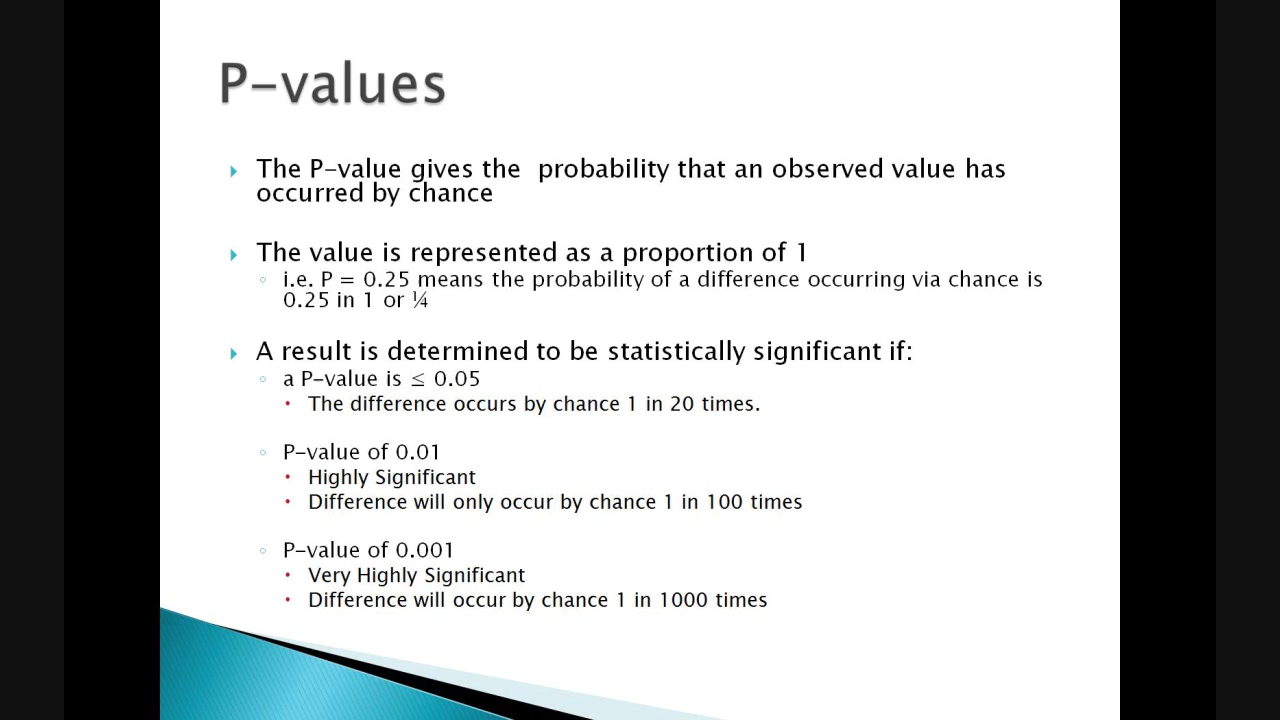 P-values
The P-value gives the probability that an observed value has
occurred by chance
The value is represented as a proportion of 1
i.e. P = 0.25 means the probability of a difference occurring via chance is
0.25 in 1 or ¼
A result is determined to be statistically significant if:
a P-value is ≤ 0.05
The difference occurs by chance 1 in 20 times.
P-value of 0.01
Highly Significant
Difference will only occur by chance 1 in 100 times
P-value of 0.001
Very Highly Significant
Difference will occur by chance 1 in 1000 times